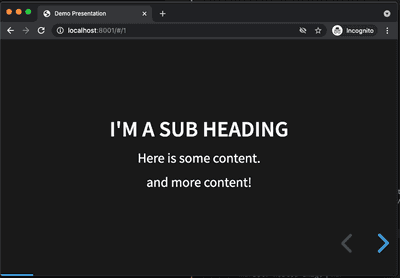 Demo Presentation
localhost:8001/#/1
Incognito
I'M A SUB HEADING
Here is some content.
and more content!